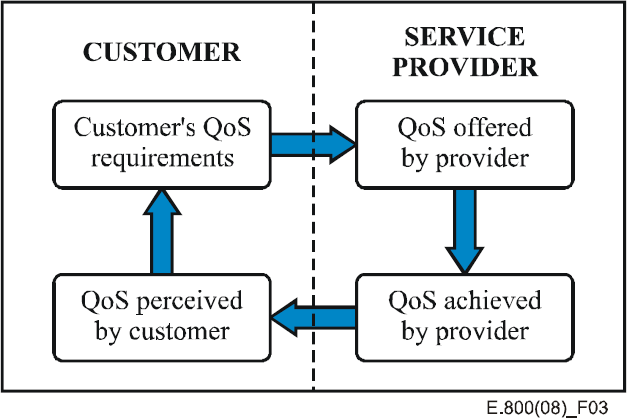 CUSTOMER
SERVICE
PROVIDER
Customer's QoS
requirements
QoS offered
by provider
QoS perceived
by customer
QoS achieved
by provider
E.800(08)_F03